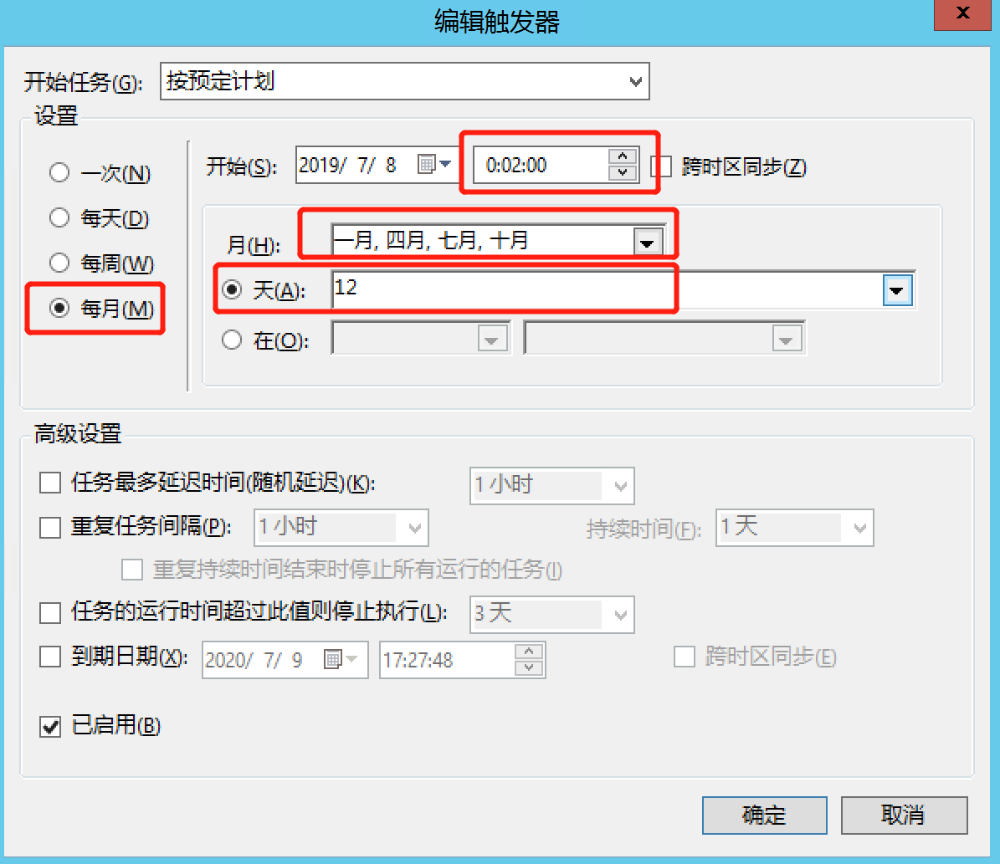 编辑触发器 x
开始任务(G): 按预定计划
设置
一次(N)
每天(D)
每周(W)
每月(M)
开始(S): 2019/ 7/ 8 0:02:00 跨时区同步(Z)
月(H): 一月, 四月, 七月, 十月
天(A): 12
在(O):
高级设置
任务最多延迟时间(随机延迟)(K): 1 小时
重复任务间隔(P): 1 小时 持续时间(F): 1 天
重复持续时间结束时停止所有运行的任务(I)
任务的运行时间超过此值则停止执行(L): 3 天
到期日期(X): 2020/ 7/ 9 17:27:48 跨时区同步(E)
已启用(B)
确定 取消